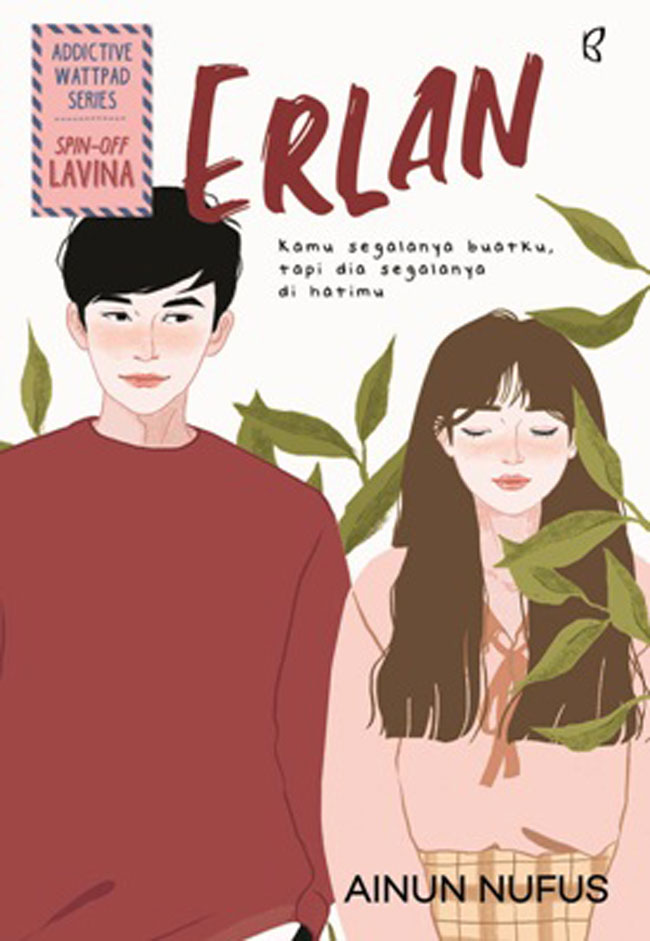 ADDICTIVE
WATTPAD
SERIES
SPIN-OFF
LAVINA
ERLAN
Kamu segalanya buatku,
tapi dia segalanya
di hatimu
AINUN NUFUS